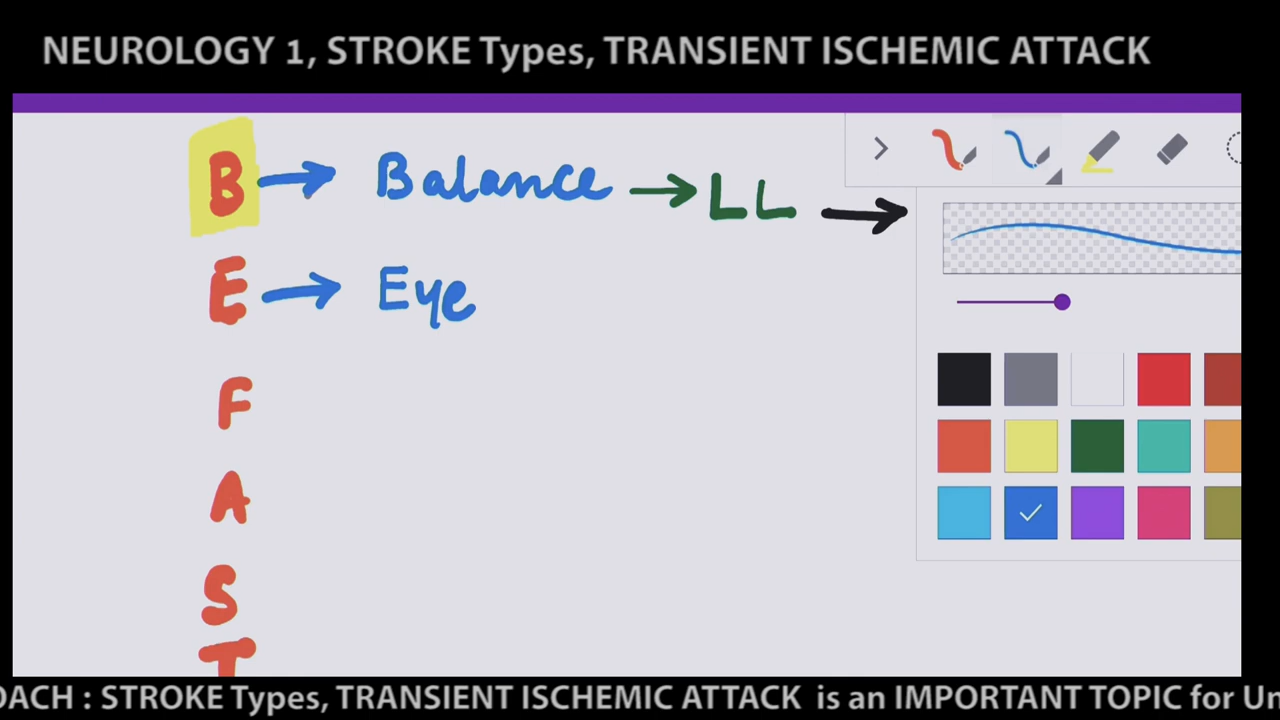 NEUROLOGY 1, STROKE Types, TRANSIENT ISCHEMIC ATTACK
B → Balance → LL →
E → Eye
F
A
S
T
OACH : STROKE Types, TRANSIENT ISCHEMIC ATTACK is an IMPORTANT TOPIC for Un